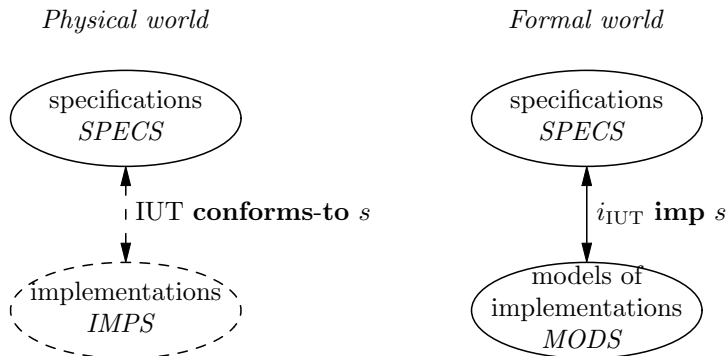 Physical world
Formal world
specifications
SPECS
specifications
SPECS
IUT conforms-to s
i_IUT imp s
implementations
IMPS
models of
implementations
MODS